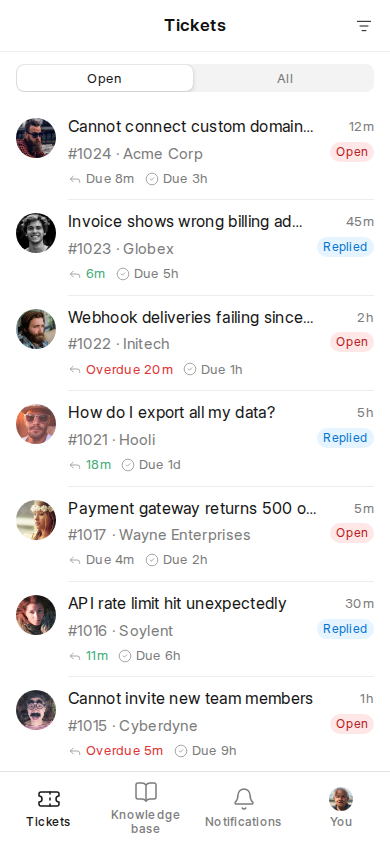 Tickets
Open
All
Cannot connect custom domain...
12m
#1024 · Acme Corp
Open
Due 8m
Due 3h
Invoice shows wrong billing ad...
45m
#1023 · Globex
Replied
6m
Due 5h
Webhook deliveries failing since...
2h
#1022 · Initech
Open
Overdue 20m
Due 1h
How do I export all my data?
5h
#1021 · Hooli
Replied
18m
Due 1d
Payment gateway returns 500 o...
5m
#1017 · Wayne Enterprises
Open
Due 4m
Due 2h
API rate limit hit unexpectedly
30m
#1016 · Soylent
Replied
11m
Due 6h
Cannot invite new team members
1h
#1015 · Cyberdyne
Open
Overdue 5m
Due 9h
Tickets
Knowledge
base
Notifications
You